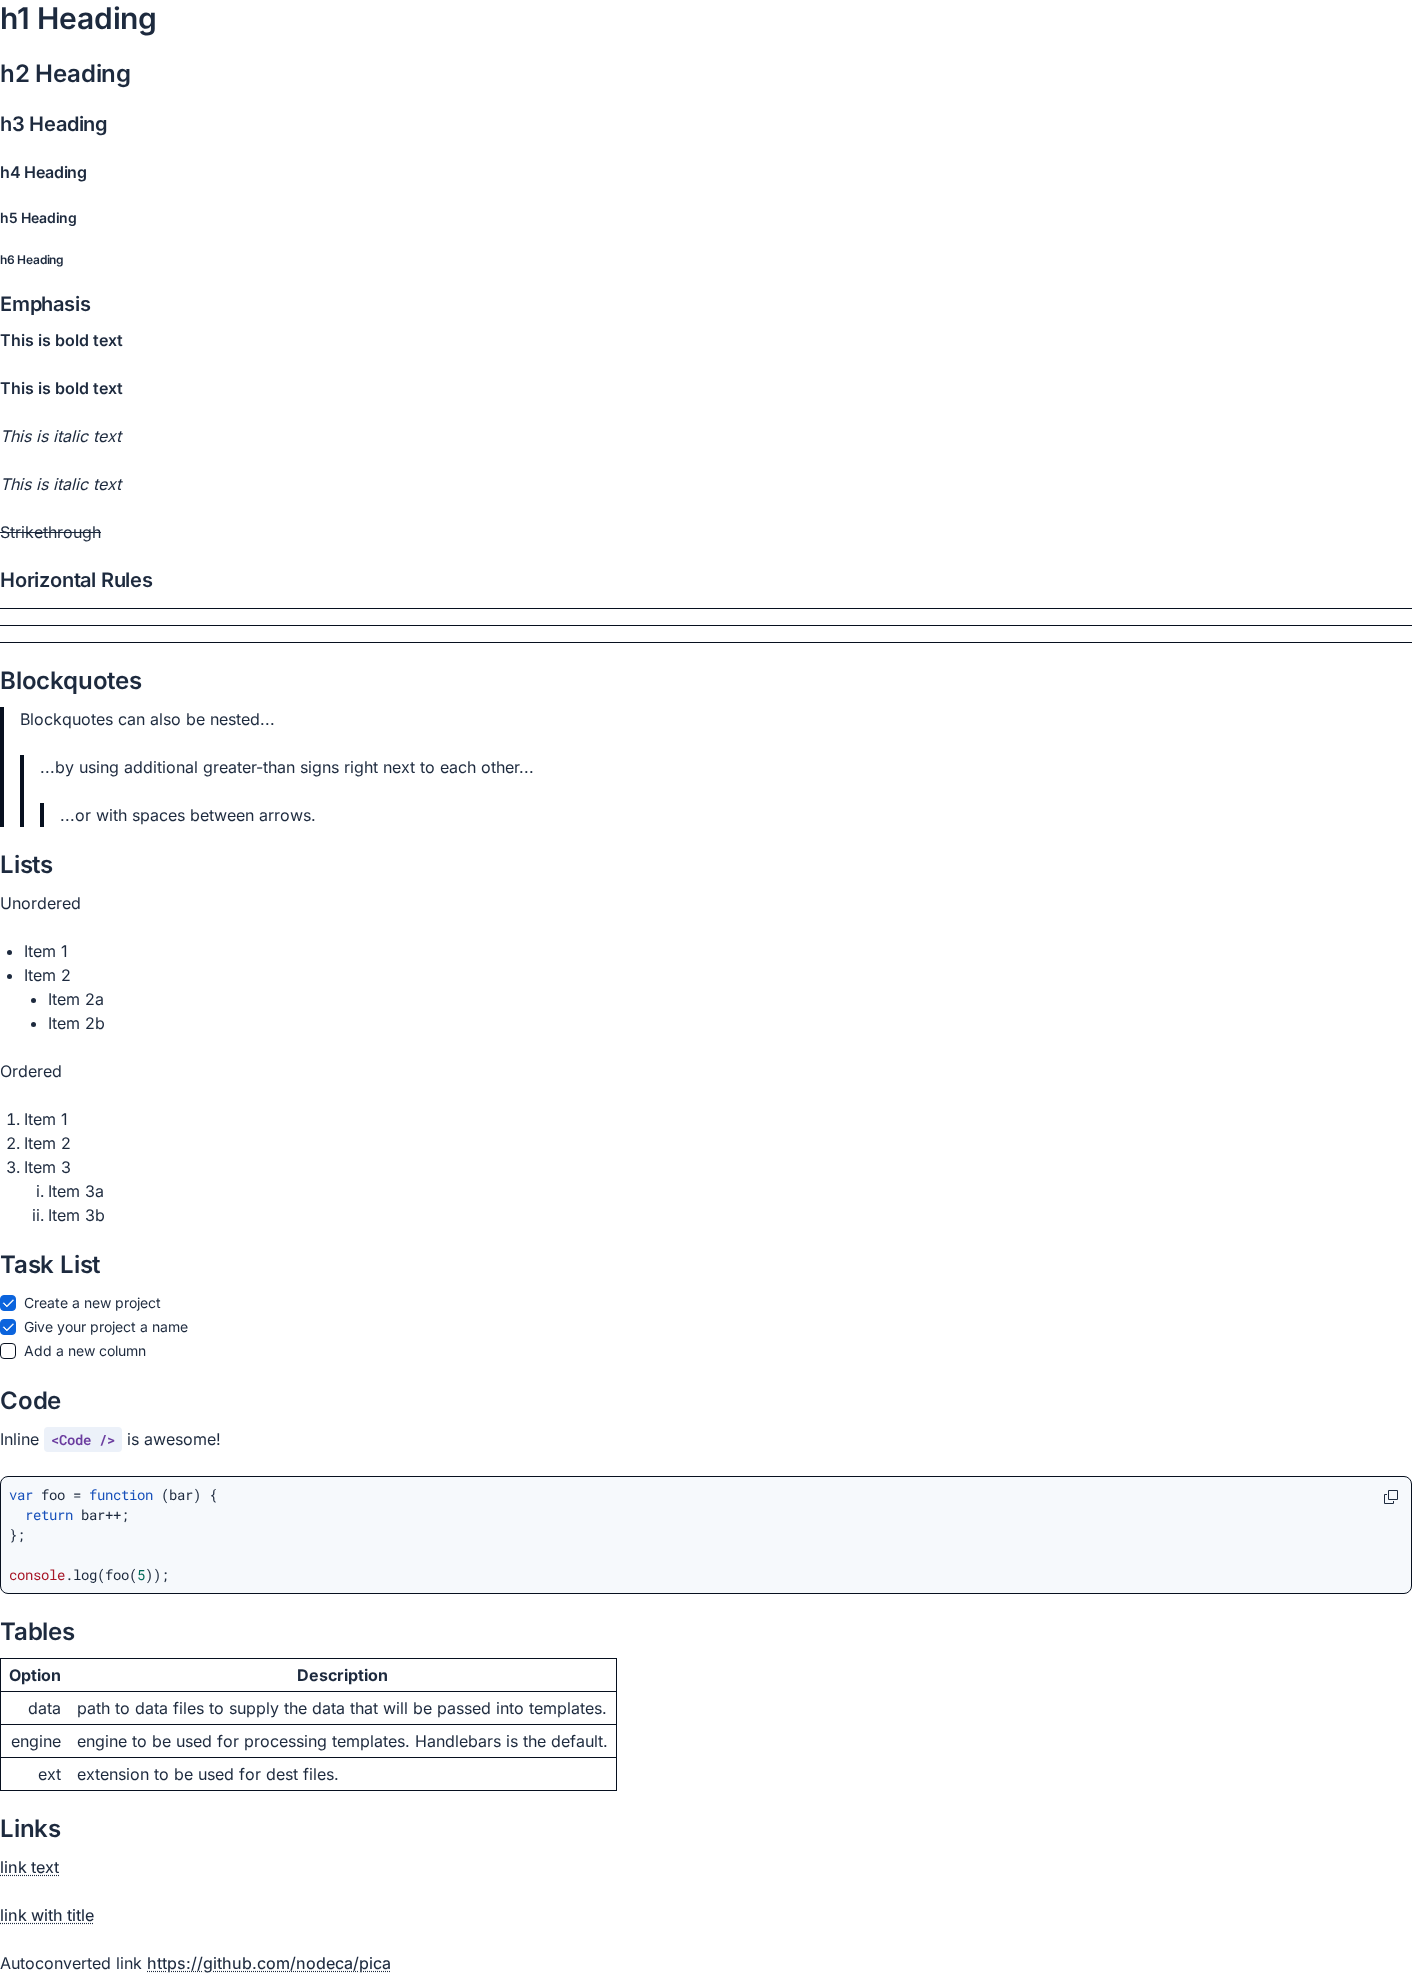 h1 Heading
h2 Heading
h3 Heading
h4 Heading
h5 Heading
h6 Heading
Emphasis
This is bold text
This is bold text
This is italic text
This is italic text
Strikethrough
Horizontal Rules
Blockquotes
Blockquotes can also be nested...
...by using additional greater-than signs right next to each other...
...or with spaces between arrows.
Lists
Unordered
• Item 1
• Item 2
• Item 2a
• Item 2b
Ordered
1. Item 1
2. Item 2
3. Item 3
i. Item 3a
ii. Item 3b
Task List
Create a new project
Give your project a name
Add a new column
Code
Inline <Code /> is awesome!
var foo = function (bar) {
  return bar++;
};
console.log(foo(5));
Tables
Option Description
data path to data files to supply the data that will be passed into templates.
engine engine to be used for processing templates. Handlebars is the default.
ext extension to be used for dest files.
Links
link text
link with title
Autoconverted link https://github.com/nodeca/pica